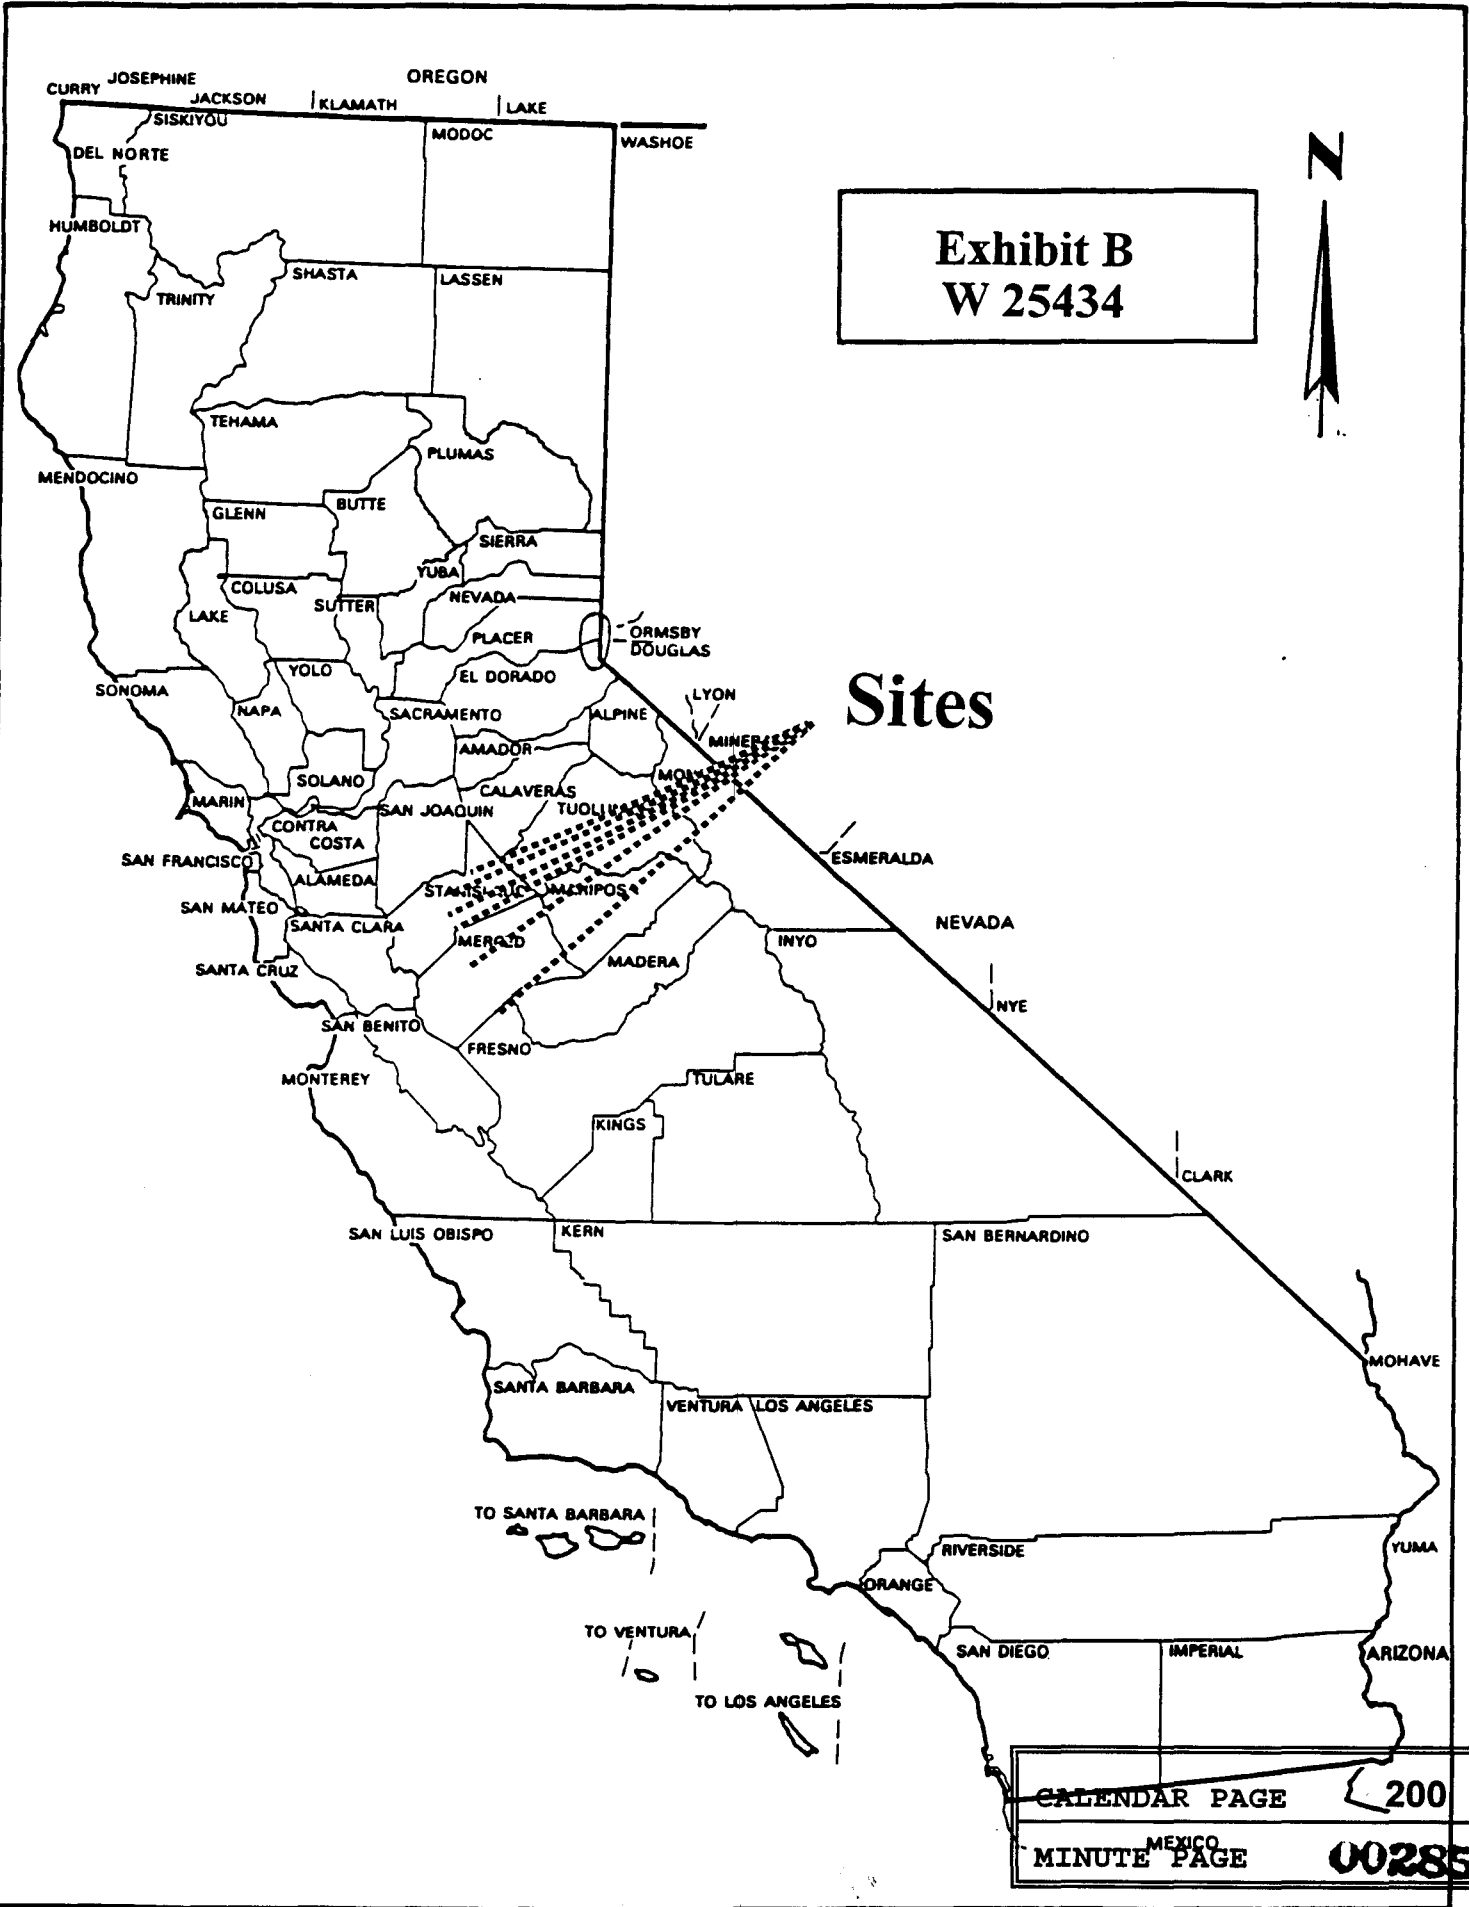 OREGON
JOSEPHINE
CURRY
JACKSON
KLAMATH
LAKE
SISKIYOU
MODOC
WASHOE
DEL NORTE
N
HUMBOLDT
Exhibit B
W 25434
SHASTA
LASSEN
TRINITY
TEHAMA
PLUMAS
MENDOCINO
BUTTE
GLENN
SIERRA
YUBA
COLUSA
NEVADA
SUTTER
LAKE
PLACER
ORMSBY
DOUGLAS
YOLO
EL DORADO
SONOMA
LYON
Sites
NAPA
SACRAMENTO
ALPINE
AMADOR
SOLANO
CALAVERAS
MARIN
SAN JOAQUIN
CONTRA
COSTA
SAN FRANCISCO
ESMERALDA
ALAMEDA
MARIPOSA
SAN MATEO
SANTA CLARA
NEVADA
MERCED
INYO
MADERA
SANTA CRUZ
NYE
SAN BENITO
FRESNO
MONTEREY
TULARE
KINGS
CLARK
SAN LUIS OBISPO
KERN
SAN BERNARDINO
MOHAVE
SANTA BARBARA
VENTURA
LOS ANGELES
TO SANTA BARBARA
RIVERSIDE
YUMA
ORANGE
TO VENTURA
SAN DIEGO
IMPERIAL
ARIZONA
TO LOS ANGELES
CALENDAR PAGE 200
MEXICO
MINUTE PAGE 00285